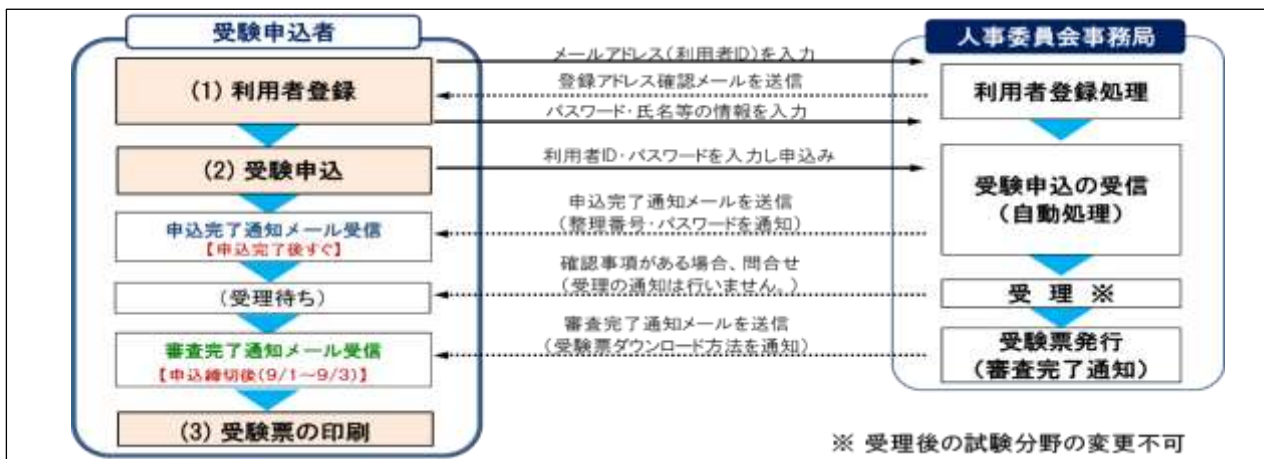 受験申込者
人事委員会事務局
(1) 利用者登録
メールアドレス(利用者ID)を入力
登録アドレス確認メールを送信
パスワード・氏名等の情報を入力
利用者登録処理
(2) 受験申込
利用者ID・パスワードを入力し申込み
受験申込の受信
(自動処理)
申込完了通知メール受信
【申込完了後すぐ】
申込完了通知メールを送信
(整理番号・パスワードを通知)
(受理待ち)
確認事項がある場合、問合せ
(受理の通知は行いません。)
受 理 ※
審査完了通知メール受信
【申込締切後(9/1~9/3)】
審査完了通知メールを送信
(受験票ダウンロード方法を通知)
受験票発行
(審査完了通知)
(3) 受験票の印刷
※ 受理後の試験分野の変更不可